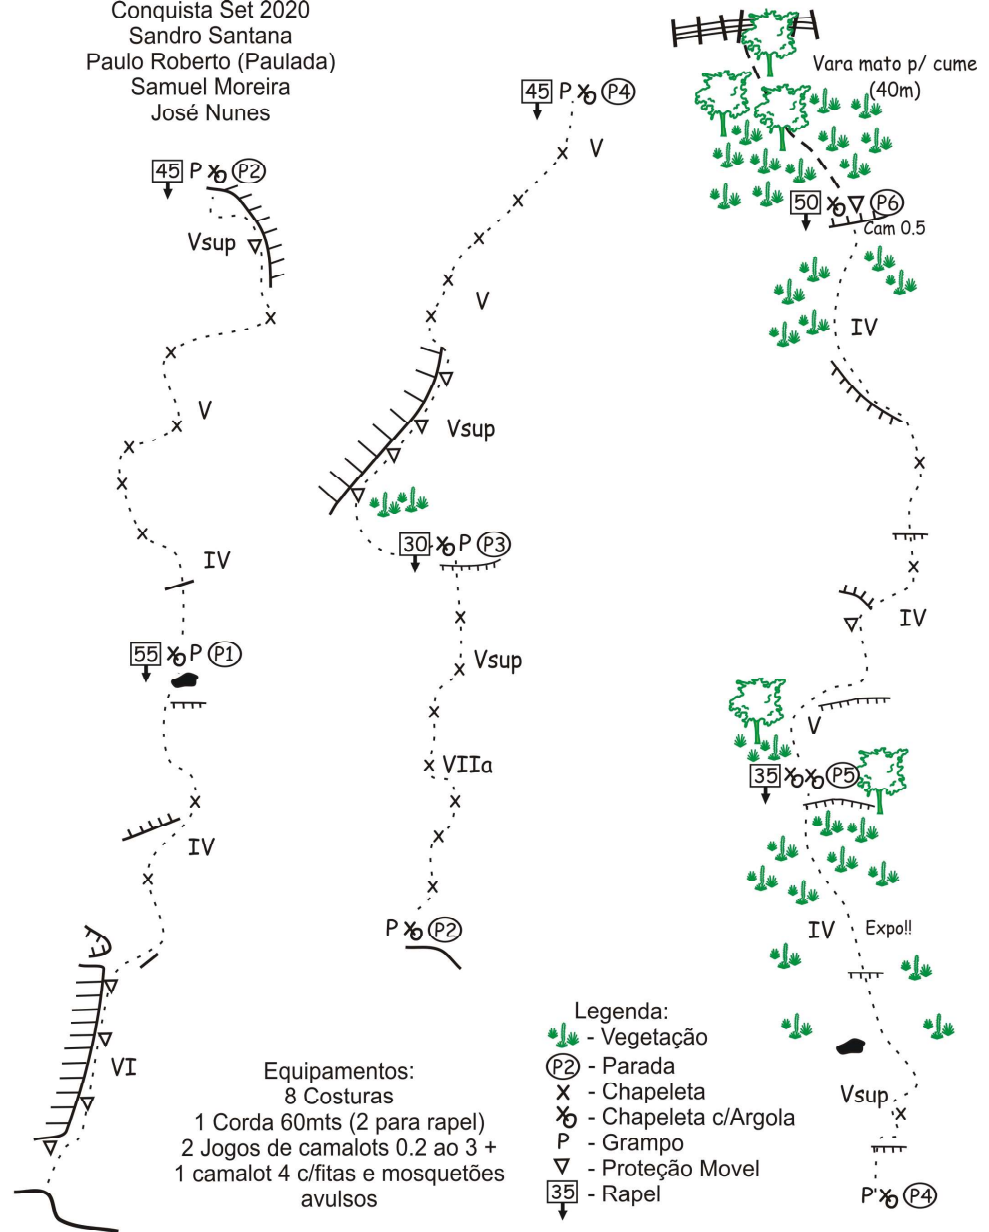 Conquista Set 2020
Sandro Santana
Paulo Roberto (Paulada)
Samuel Moreira
José Nunes
45 P P2
Vsup
V
IV
55 P P1
IV
VI
45 P P4
V
V
Vsup
30 P P3
Vsup
VIIa
P P2
Vara mato p/ cume
(40m)
50 P6
Cam 0.5
IV
IV
V
35 P5
IV Expo!!
Vsup
P P4
Equipamentos:
8 Costuras
1 Corda 60mts (2 para rapel)
2 Jogos de camalots 0.2 ao 3 +
1 camalot 4 c/fitas e mosquetões
avulsos
Legenda:
- Vegetação
P2 - Parada
x - Chapeleta
- Chapeleta c/Argola
P - Grampo
- Proteção Movel
35 - Rapel